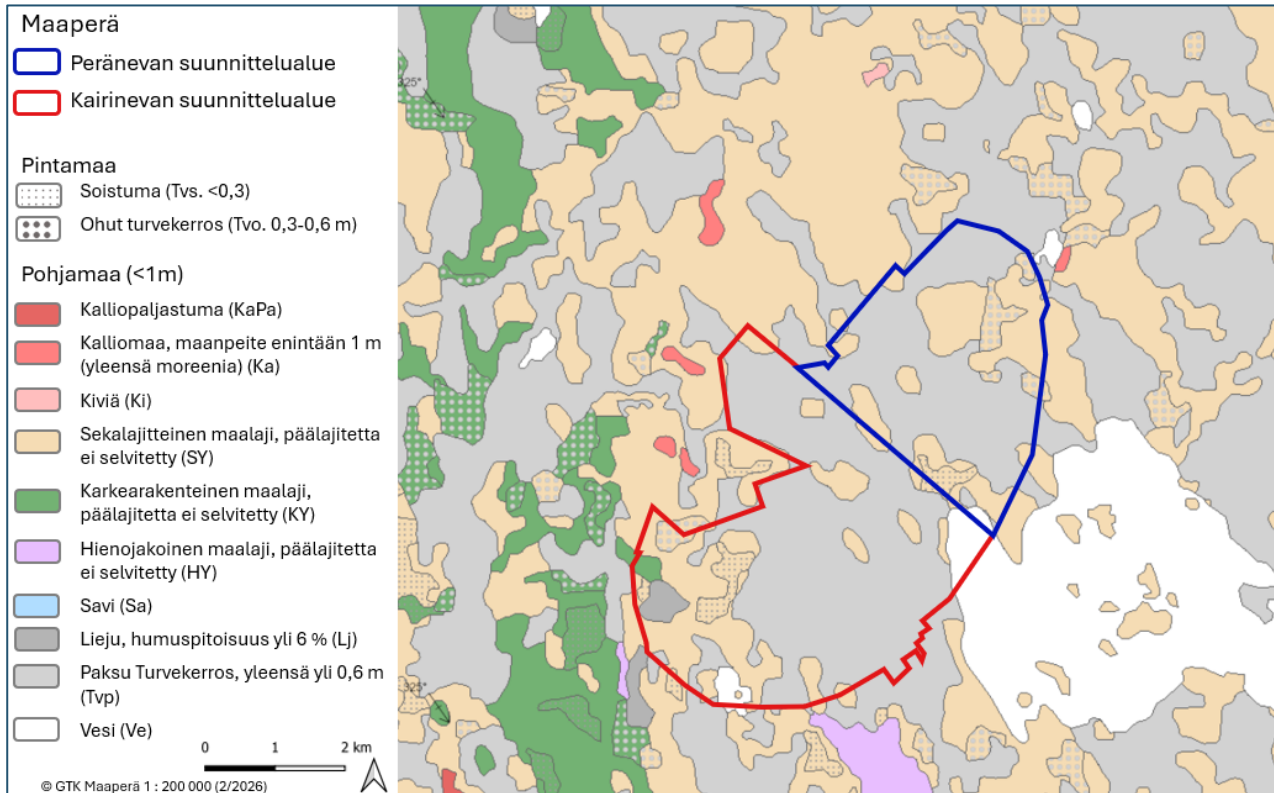 Maaperä
Peränevan suunnittelualue
Kairinevan suunnittelualue
Pintamaa
Soistuma (Tvs. <0,3)
Ohut turvekerros (Tvo. 0,3-0,6 m)
Pohjamaa (<1m)
Kalliopaljastuma (KaPa)
Kalliomaa, maanpeite enintään 1 m
(yleensä moreenia) (Ka)
Kiviä (Ki)
Sekalajitteinen maalaji, päälajitetta
ei selvitetty (SY)
Karkearakenteinen maalaji,
päälajitetta ei selvitetty (KY)
Hienojakoinen maalaji, päälajitetta
ei selvitetty (HY)
Savi (Sa)
Lieju, humuspitoisuus yli 6 % (Lj)
Paksu Turvekerros, yleensä yli 0,6 m
(Tvp)
Vesi (Ve)
0 1 2 km
© GTK Maaperä 1 : 200 000 (2/2026)
325°
325°